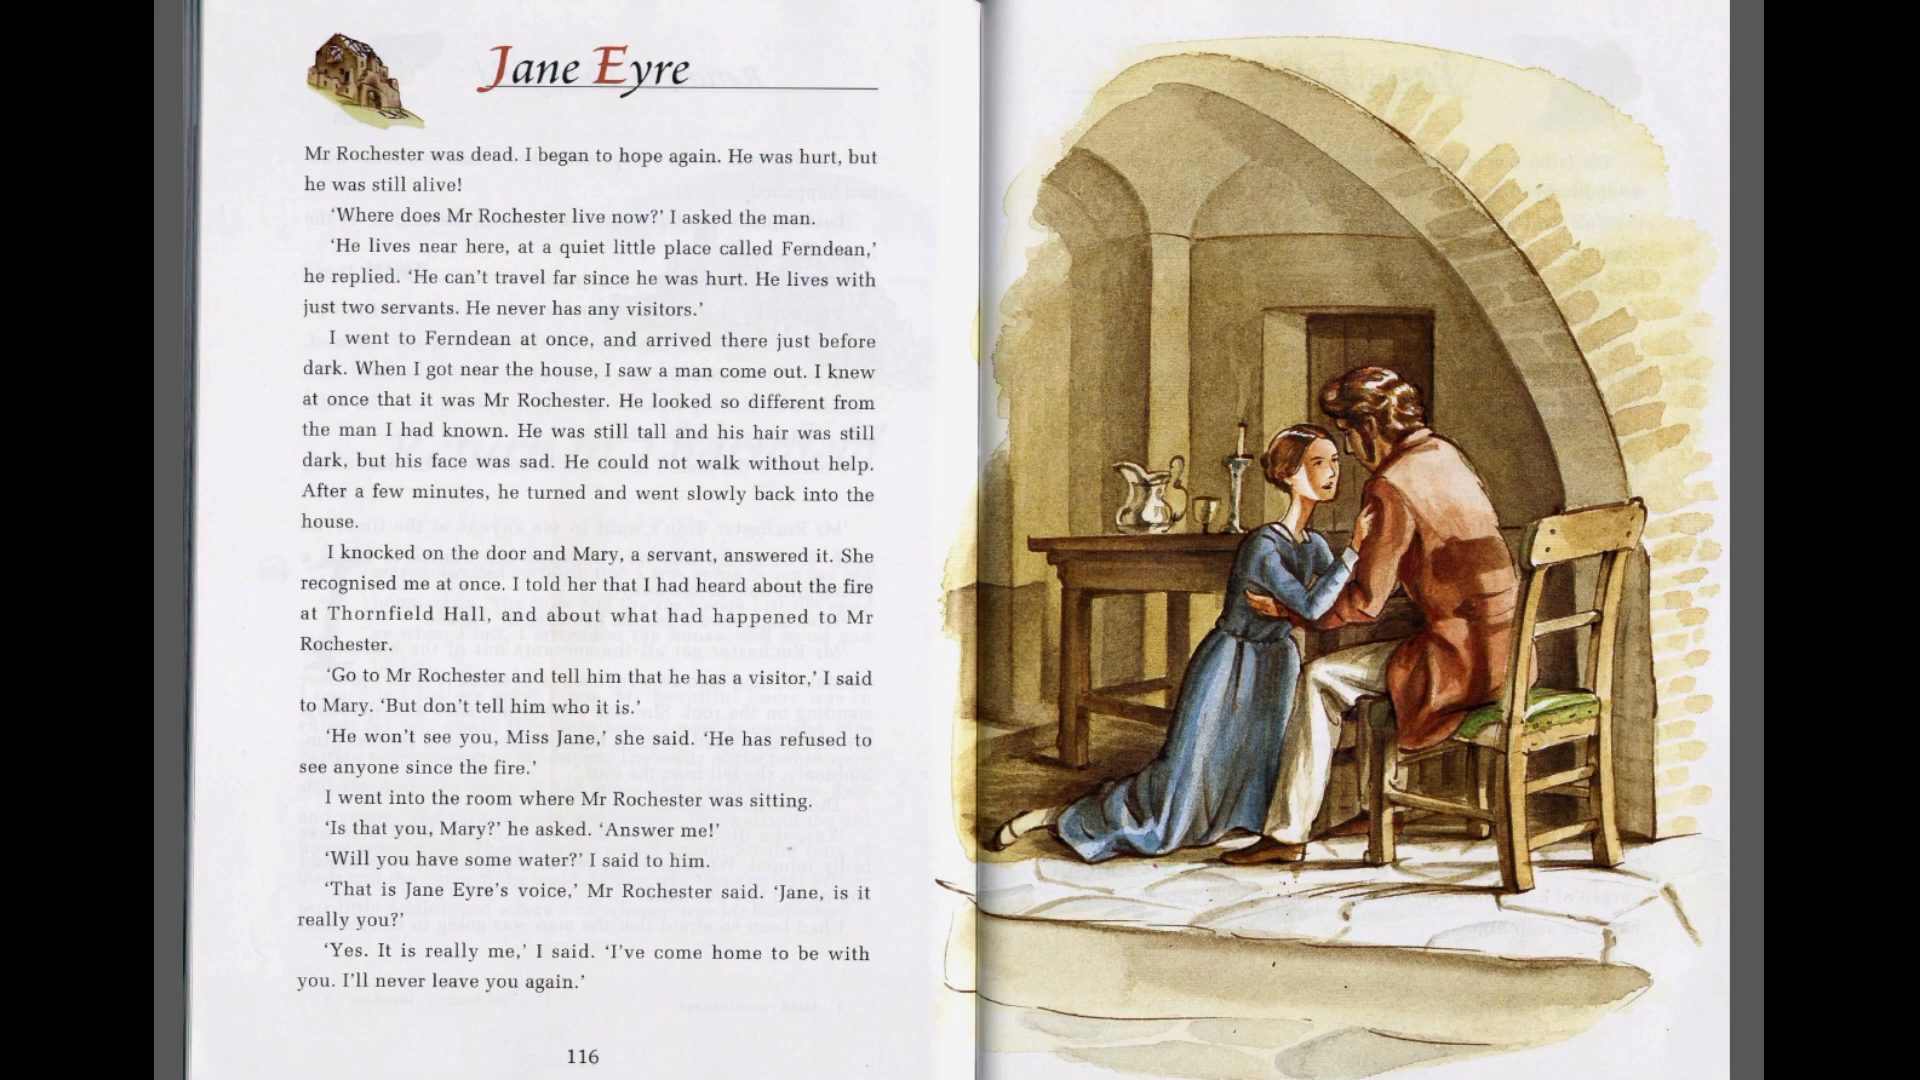 Jane Eyre
Mr Rochester was dead. I began to hope again. He was hurt, but
he was still alive!
‘Where does Mr Rochester live now?’ I asked the man.
‘He lives near here, at a quiet little place called Ferndean,’
he replied. ‘He can’t travel far since he was hurt. He lives with
just two servants. He never has any visitors.’
I went to Ferndean at once, and arrived there just before
dark. When I got near the house, I saw a man come out. I knew
at once that it was Mr Rochester. He looked so different from
the man I had known. He was still tall and his hair was still
dark, but his face was sad. He could not walk without help.
After a few minutes, he turned and went slowly back into the
house.
I knocked on the door and Mary, a servant, answered it. She
recognised me at once. I told her that I had heard about the fire
at Thornfield Hall, and about what had happened to Mr
Rochester.
‘Go to Mr Rochester and tell him that he has a visitor,’ I said
to Mary. ‘But don’t tell him who it is.’
‘He won’t see you, Miss Jane,’ she said. ‘He has refused to
see anyone since the fire.’
I went into the room where Mr Rochester was sitting.
‘Is that you, Mary?’ he asked. ‘Answer me!’
‘Will you have some water?’ I said to him.
‘That is Jane Eyre’s voice,’ Mr Rochester said. ‘Jane, is it
really you?’
‘Yes. It is really me,’ I said. ‘I’ve come home to be with
you. I’ll never leave you again.’
116